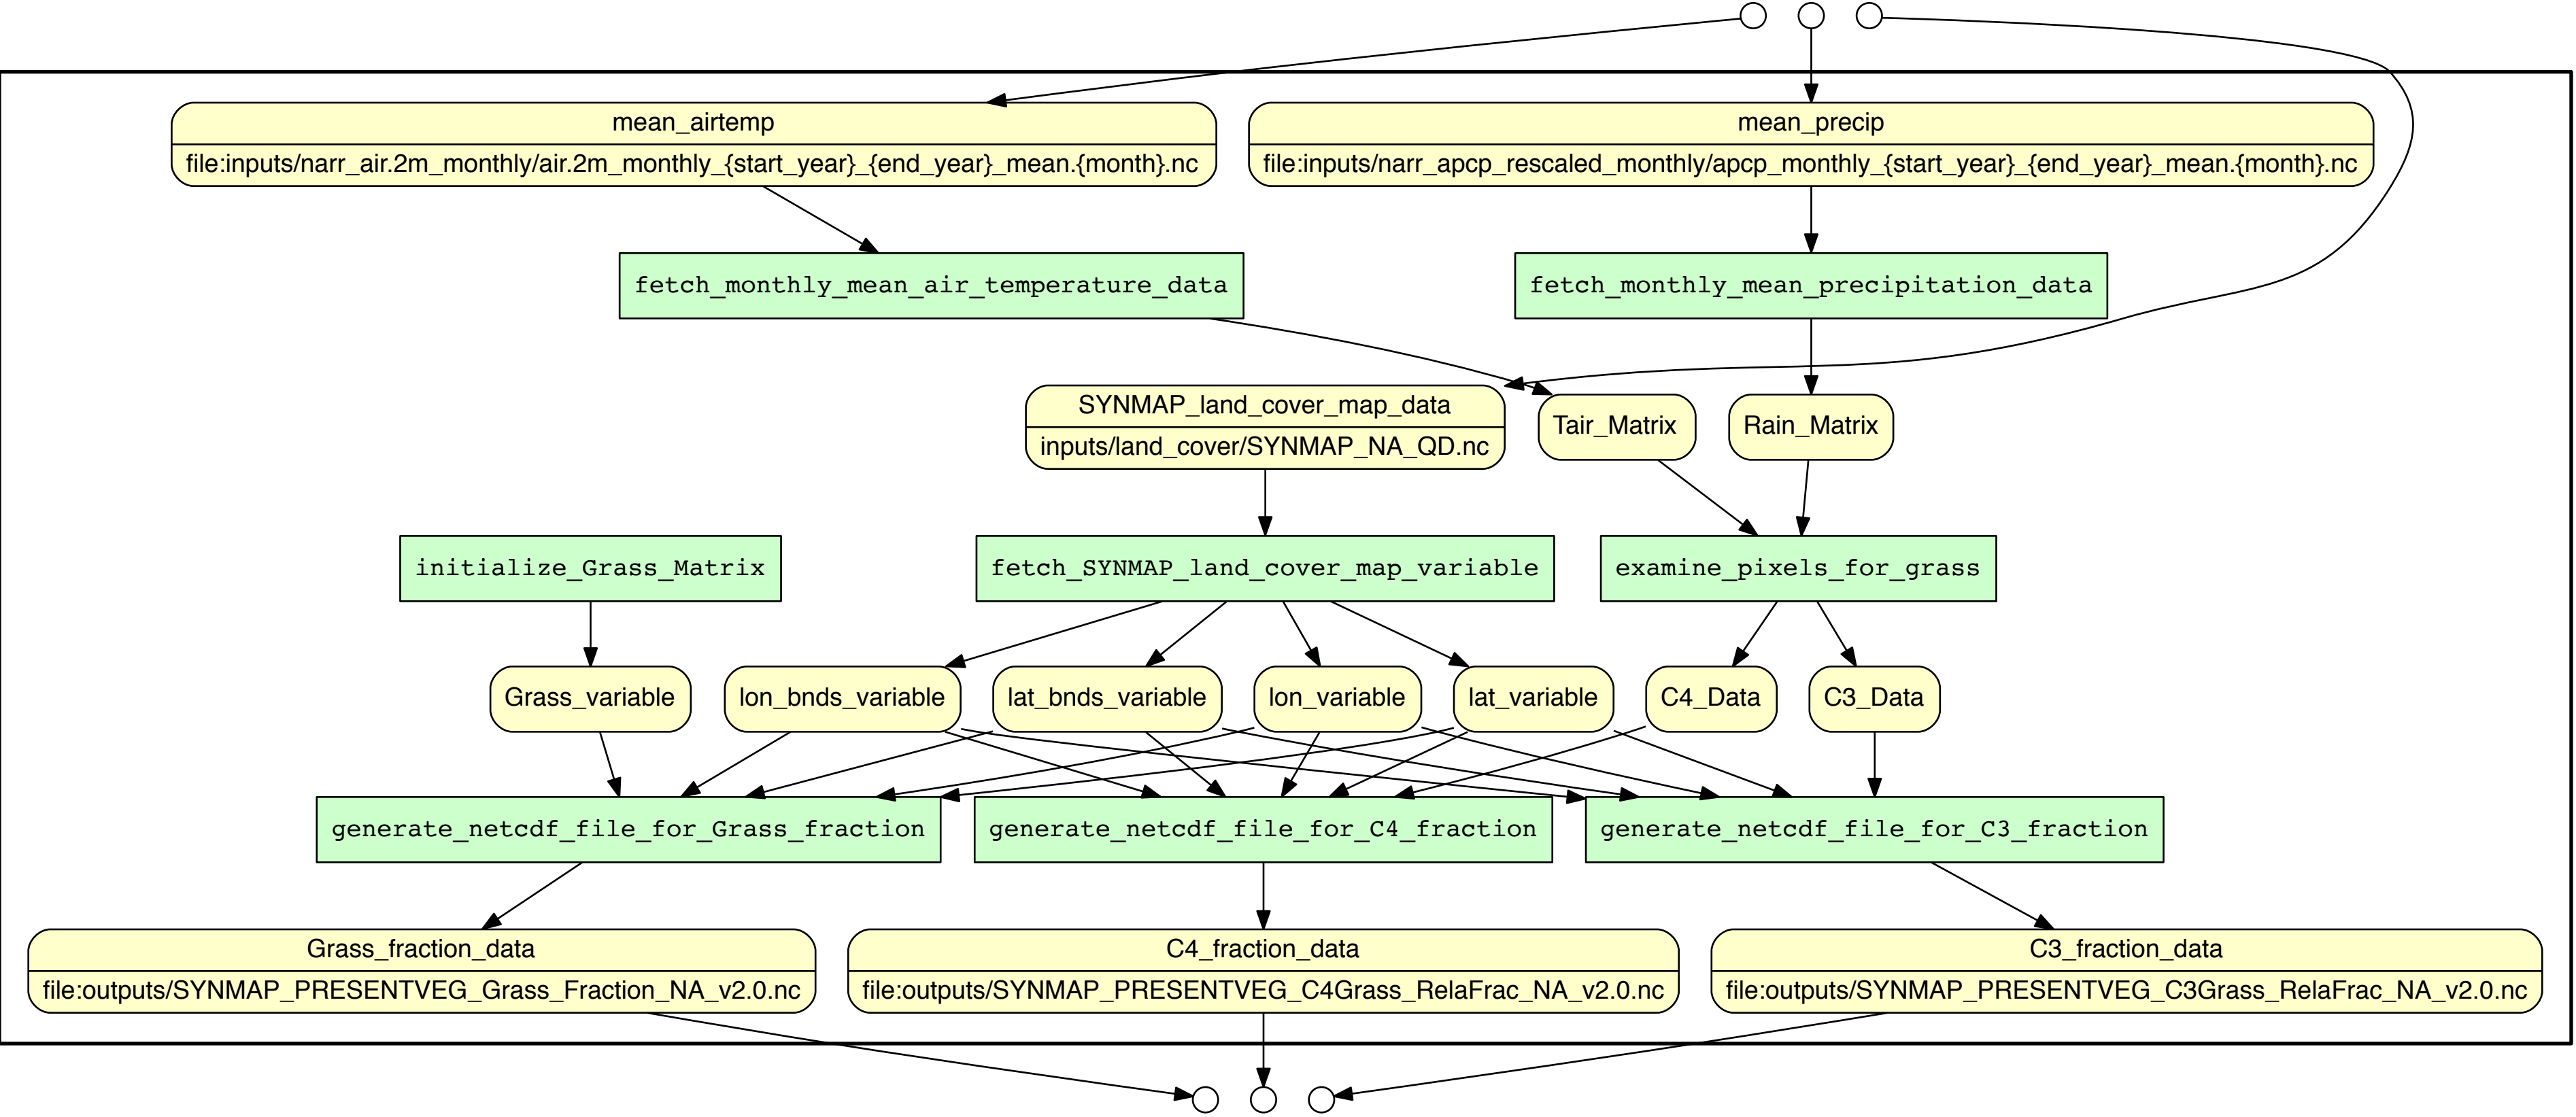 mean_airtemp
file:inputs/narr_air.2m_monthly/air.2m_monthly_{start_year}_{end_year}_mean.{month}.nc
mean_precip
file:inputs/narr_apcp_rescaled_monthly/apcp_monthly_{start_year}_{end_year}_mean.{month}.nc
fetch_monthly_mean_air_temperature_data
fetch_monthly_mean_precipitation_data
SYNMAP_land_cover_map_data
inputs/land_cover/SYNMAP_NA_QD.nc
Tair_Matrix
Rain_Matrix
initialize_Grass_Matrix
fetch_SYNMAP_land_cover_map_variable
examine_pixels_for_grass
Grass_variable
lon_bnds_variable
lat_bnds_variable
lon_variable
lat_variable
C4_Data
C3_Data
generate_netcdf_file_for_Grass_fraction
generate_netcdf_file_for_C4_fraction
generate_netcdf_file_for_C3_fraction
Grass_fraction_data
file:outputs/SYNMAP_PRESENTVEG_Grass_Fraction_NA_v2.0.nc
C4_fraction_data
file:outputs/SYNMAP_PRESENTVEG_C4Grass_RelaFrac_NA_v2.0.nc
C3_fraction_data
file:outputs/SYNMAP_PRESENTVEG_C3Grass_RelaFrac_NA_v2.0.nc